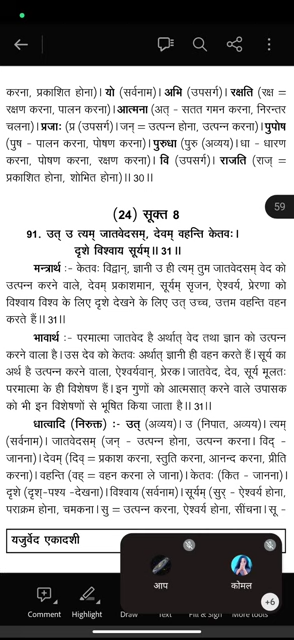 करना, प्रकाशित होना)। यो (सर्वनाम)। अभि (उपसर्ग)। रक्षति (रक्ष =
रक्षण करना, पालन करना)। आत्मना (अत् - सतत गमन करना, निरन्तर
चलना)। प्रजाः (प्र (उपसर्ग)। जन् = उत्पन्न होना, उत्पन्न करना)। पुपोष
(पुष - पालन करना, पोषण करना)। पुरुधा (पुरु (अव्यय)। धा - धारण
करना, पोषण करना, रक्षण करना)। वि (उपसर्ग)। राजति (राज् =
प्रकाशित होना, शोभित होना)।। 30।।
59
(24) सूक्त 8
91. उत् उ त्यम् जातवेदसम्, देवम् वहन्ति केतवः।
दृशे विश्वाय सूर्यम्।। 31।।
मन्त्रार्थ :- केतवः विद्वान्, ज्ञानी उ ही त्यम् तुम जातवेदसम् वेद को
उत्पन्न करने वाले, देवम् प्रकाशमान, सूर्यम् सृजन, ऐश्वर्य, प्रेरणा को
विश्वाय विश्व के लिए दृशे देखने के लिए उत् उच्च, उत्तम वहन्ति वहन
करते हैं।। 31।।
भावार्थ :- परमात्मा जातवेद है अर्थात् वेद तथा ज्ञान को उत्पन्न
करने वाला है। उस देव को केतवः अर्थात् ज्ञानी ही वहन करते हैं। सूर्य का
अर्थ है उत्पन्न करने वाला, ऐश्वर्यवान्, प्रेरक। जातवेद, देव, सूर्य मूलतः
परमात्मा के ही विशेषण हैं। इन गुणों को आत्मसात् करने वाले उपासक
को भी इन विशेषणों से भूषित किया जाता है।। 31।।
धात्वादि (निरुक्त) :- उत् (अव्यय)। उ (निपात, अव्यय)। त्यम्
(सर्वनाम)। जातवेदसम् (जन् - उत्पन्न होना, उत्पन्न करना। विद् -
जानना)। देवम् (दिव् = प्रकाश करना, स्तुति करना, आनन्द करना, प्रीति
करना)। वहन्ति (वह् = वहन करना ले जाना)। केतवः (कित - जानना)।
दृशे (दृश्-पश्य -देखना)। विश्वाय (सर्वनाम)। सूर्यम् (सुर् - ऐश्वर्य होना,
पराक्रम होना, चमकना। सु = उत्पन्न करना, ऐश्वर्य होना, सींचना। सू -
यजुर्वेद एकादशी
आप
कोमल
+6
Comment
Highlight
Draw
Text
Fill & Sign
More tools